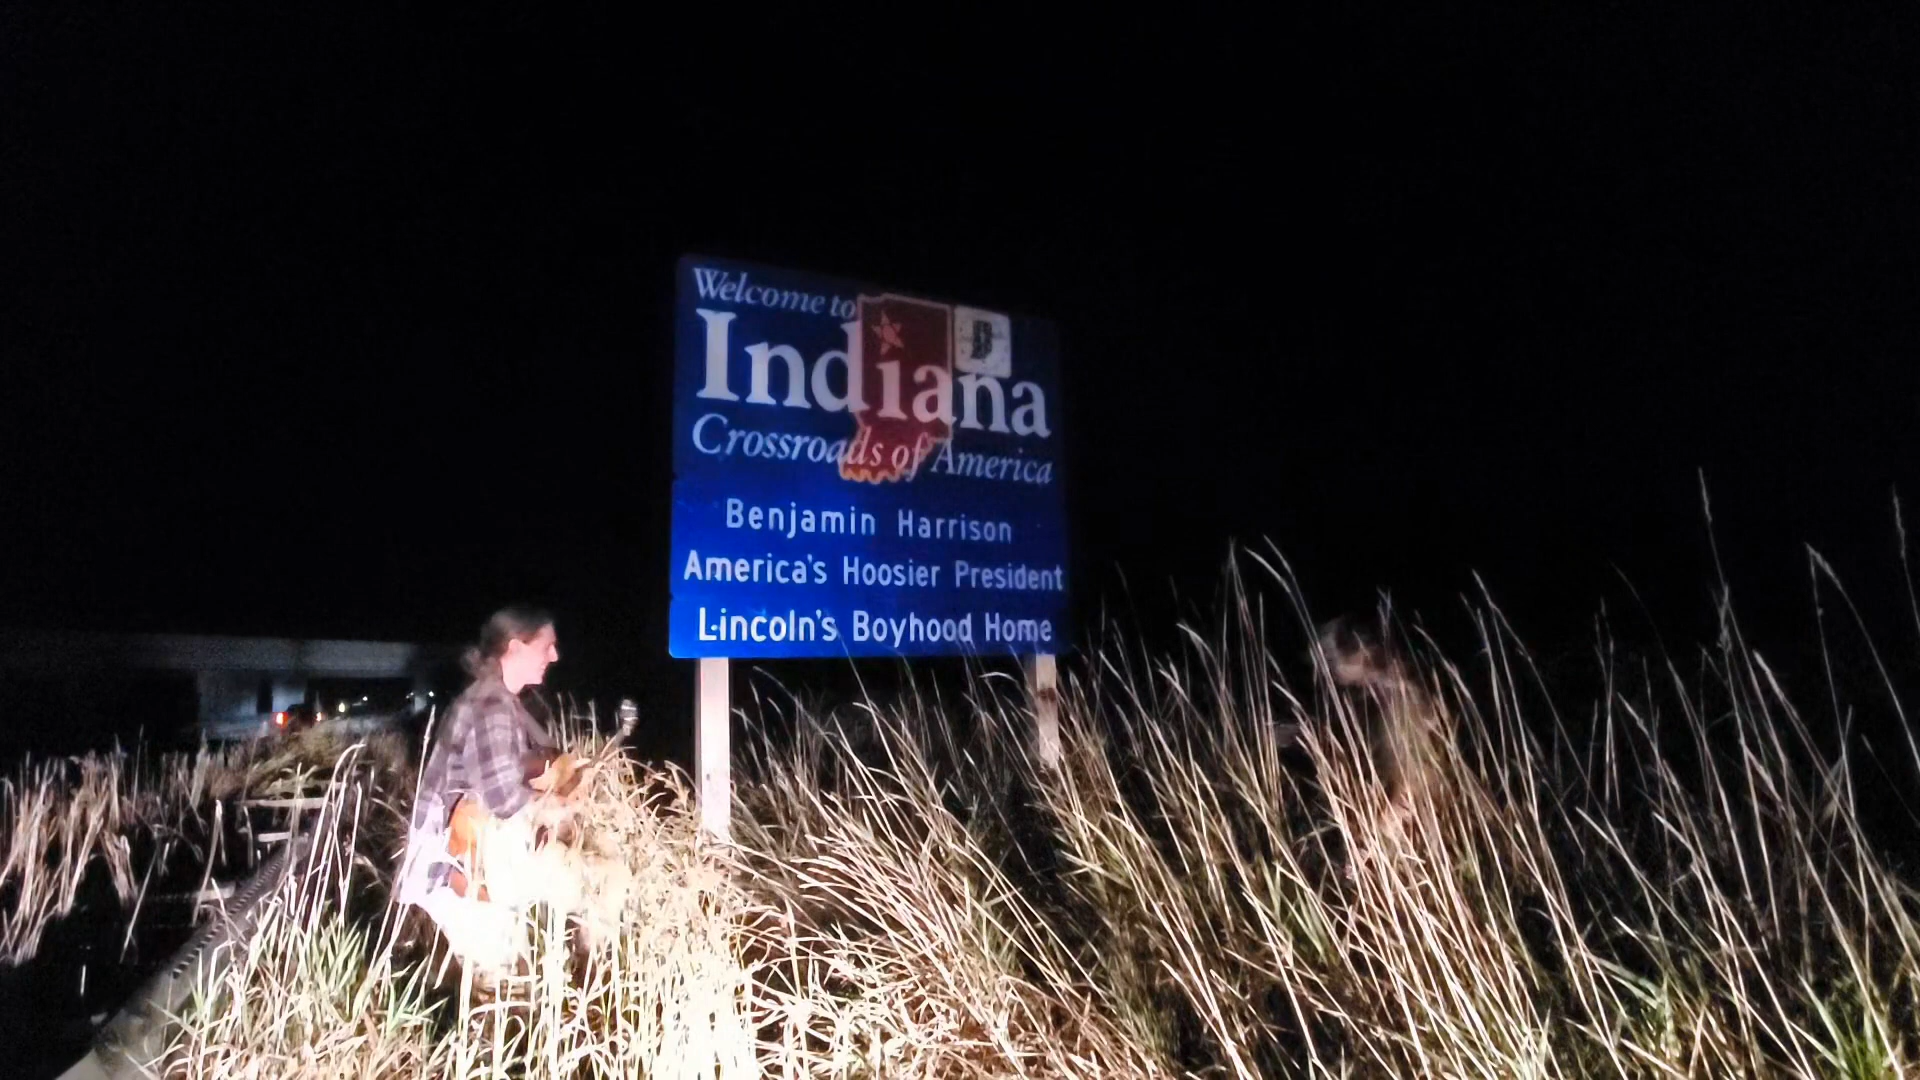 Welcome to
Indiana
Crossroads of America
Benjamin Harrison
America's Hoosier President
Lincoln's Boyhood Home